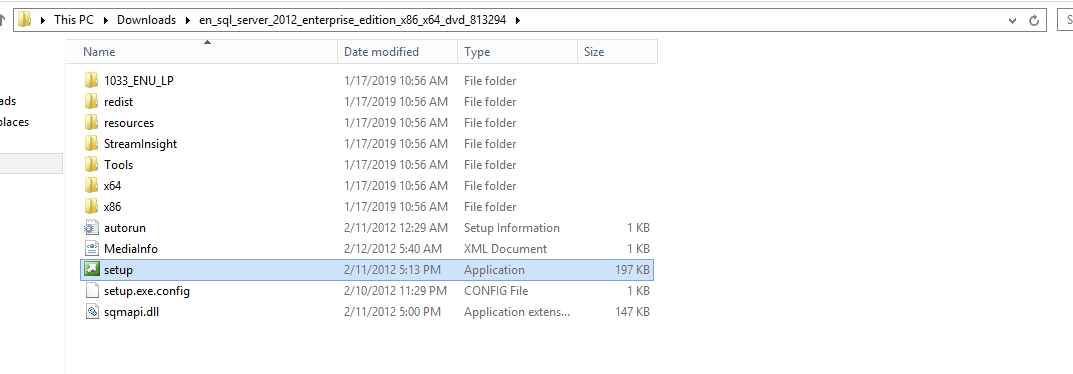 This PC Downloads en_sql_server_2012_enterprise_edition_x86_x64_dvd_813294 S
Name Date modified Type Size
1033_ENU_LP 1/17/2019 10:56 AM File folder
ads redist 1/17/2019 10:56 AM File folder
places resources 1/17/2019 10:56 AM File folder
StreamInsight 1/17/2019 10:56 AM File folder
Tools 1/17/2019 10:56 AM File folder
x64 1/17/2019 10:56 AM File folder
x86 1/17/2019 10:56 AM File folder
autorun 2/11/2012 12:29 AM Setup Information 1 KB
MediaInfo 2/12/2012 5:40 AM XML Document 1 KB
setup 2/11/2012 5:13 PM Application 197 KB
setup.exe.config 2/10/2012 11:29 PM CONFIG File 1 KB
sqmapi.dll 2/11/2012 5:00 PM Application extens... 147 KB